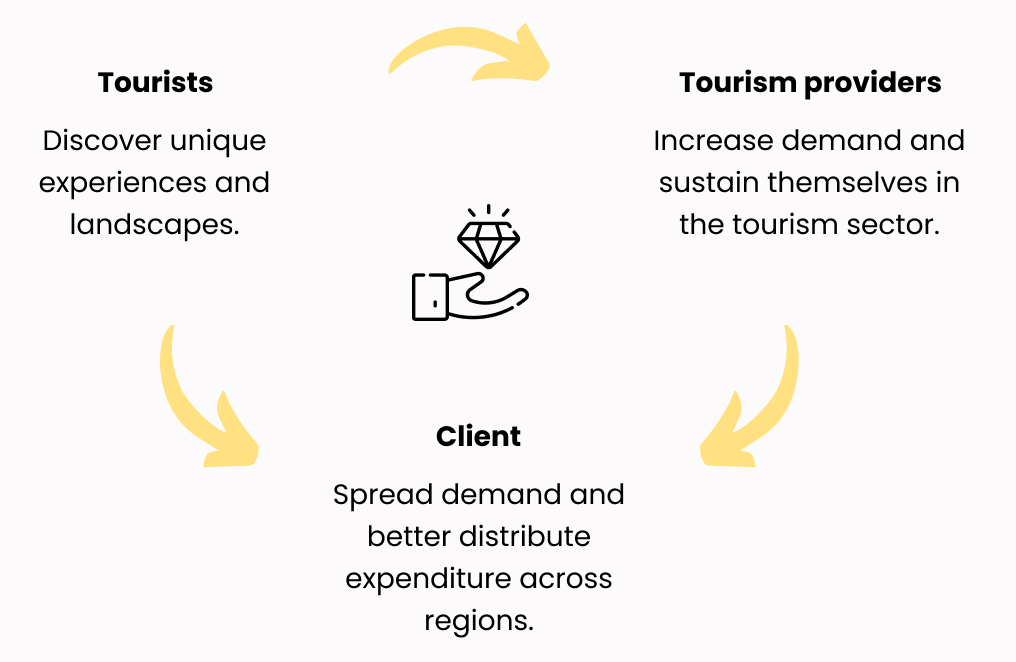 Tourists
Discover unique
experiences and
landscapes.
Tourism providers
Increase demand and
sustain themselves in
the tourism sector.
Client
Spread demand and
better distribute
expenditure across
regions.